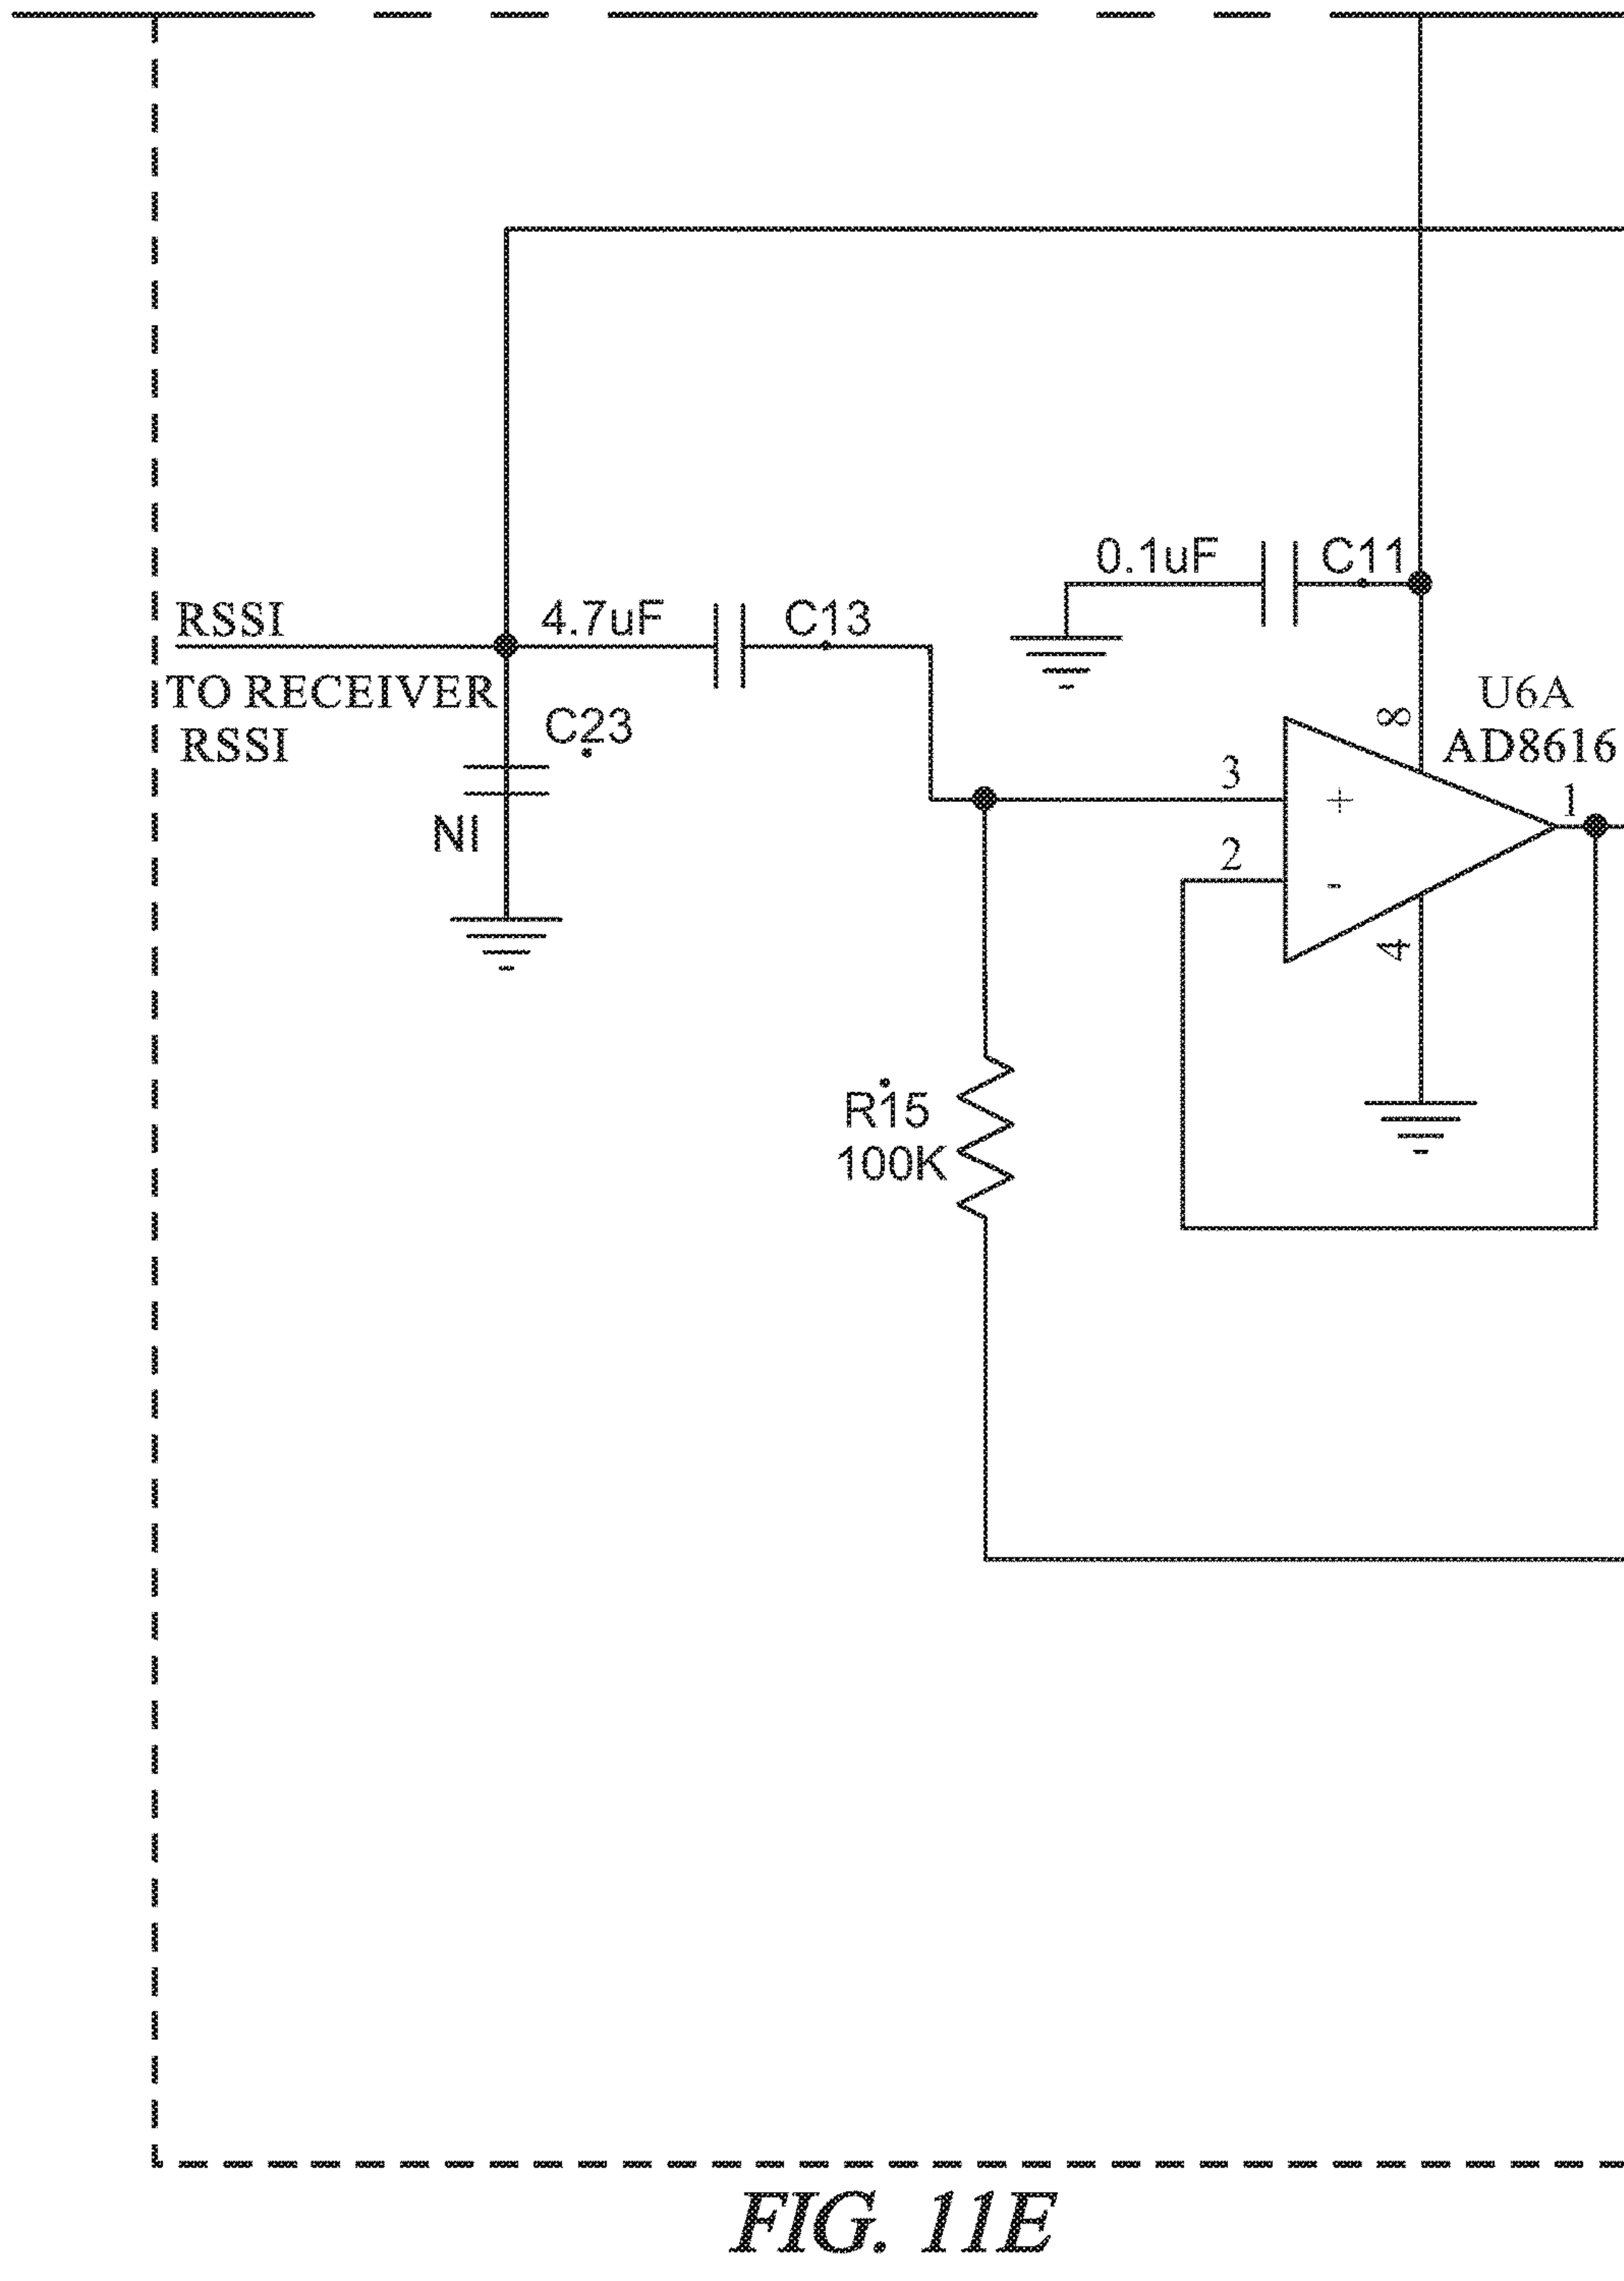 0.1uF
C11
RSSI
4.7uF
C13
TO RECEIVER
RSSI
C23
NI
U6A
AD8616
8
3
+
1
2
-
4
R15
100K
FIG. 11E